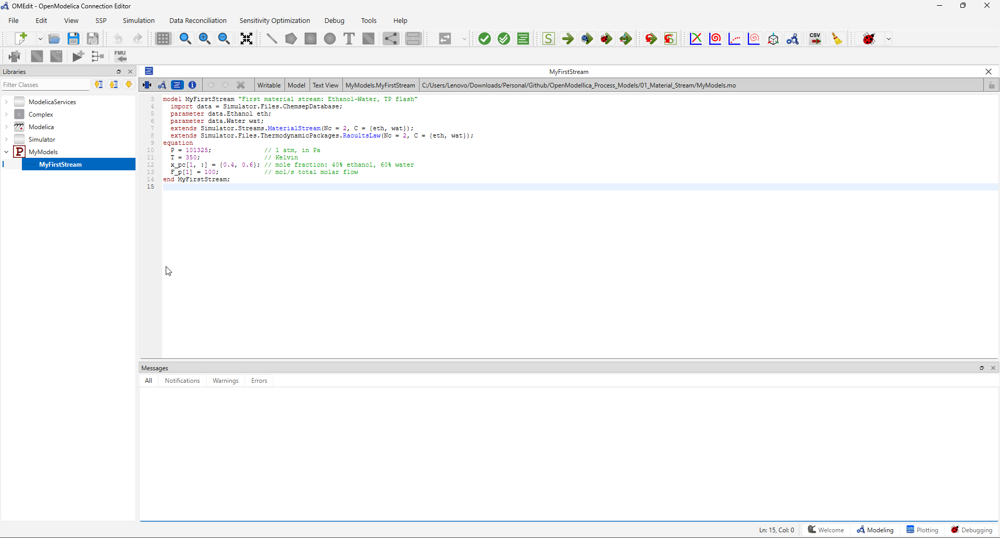 OMEdit - OpenModelica Connection Editor
File Edit View SSP Simulation Data Reconciliation Sensitivity Optimization Debug Tools Help
T S S CSV
FMU
Libraries
MyFirstStream
Filter Classes
Writable Model Text View MyModels.MyFirstStream C:/Users/Lenovo/Downloads/Personal/Github/OpenModellica_Process_Models/01_Material_Stream/MyModels.mo
ModelicaServices
C Complex
Modelica
Simulator
P MyModels
MyFirstStream
3 model MyFirstStream "First material stream: Ethanol-Water, TP flash"
4 import data = Simulator.Files.ChemsepDatabase;
5 parameter data.Ethanol eth;
6 parameter data.Water wat;
7 extends Simulator.Streams.MaterialStream(Nc = 2, C = {eth, wat});
8 extends Simulator.Files.ThermodynamicPackages.RaoultsLaw(Nc = 2, C = {eth, wat});
9 equation
10 P = 101325; // 1 atm, in Pa
11 T = 350; // Kelvin
12 x_pc[1, :] = {0.4, 0.6}; // mole fraction: 40% ethanol, 60% water
13 F_p[1] = 100; // mol/s total molar flow
14 end MyFirstStream;
15
Messages
All Notifications Warnings Errors
Ln: 15, Col: 0 Welcome Modeling Plotting Debugging